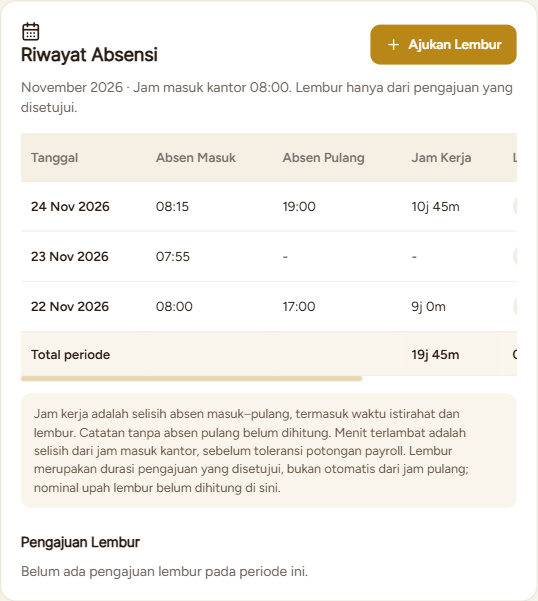 Riwayat Absensi
+ Ajukan Lembur
November 2026 · Jam masuk kantor 08:00. Lembur hanya dari pengajuan yang
disetujui.
Tanggal Absen Masuk Absen Pulang Jam Kerja
24 Nov 2026 08:15 19:00 10j 45m
23 Nov 2026 07:55 - -
22 Nov 2026 08:00 17:00 9j 0m
Total periode 19j 45m
Jam kerja adalah selisih absen masuk–pulang, termasuk waktu istirahat dan
lembur. Catatan tanpa absen pulang belum dihitung. Menit terlambat adalah
selisih dari jam masuk kantor, sebelum toleransi potongan payroll. Lembur
merupakan durasi pengajuan yang disetujui, bukan otomatis dari jam pulang;
nominal upah lembur belum dihitung di sini.
Pengajuan Lembur
Belum ada pengajuan lembur pada periode ini.